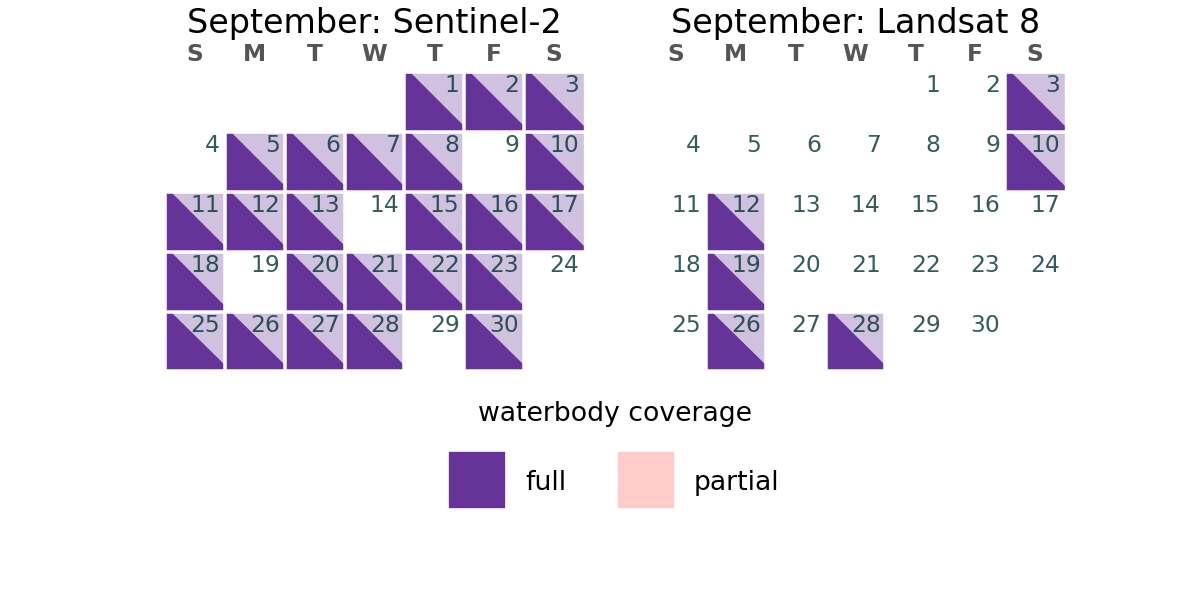 September: Sentinel-2
S M T W T F S
1 2 3
4 5 6 7 8 9 10
11 12 13 14 15 16 17
18 19 20 21 22 23 24
25 26 27 28 29 30
September: Landsat 8
S M T W T F S
1 2 3
4 5 6 7 8 9 10
11 12 13 14 15 16 17
18 19 20 21 22 23 24
25 26 27 28 29 30
waterbody coverage
full
partial